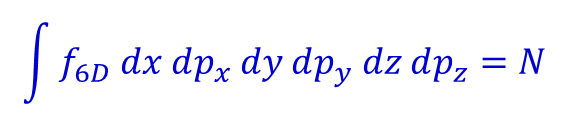 ∫ f_{6D} dx dp_x dy dp_y dz dp_z = N